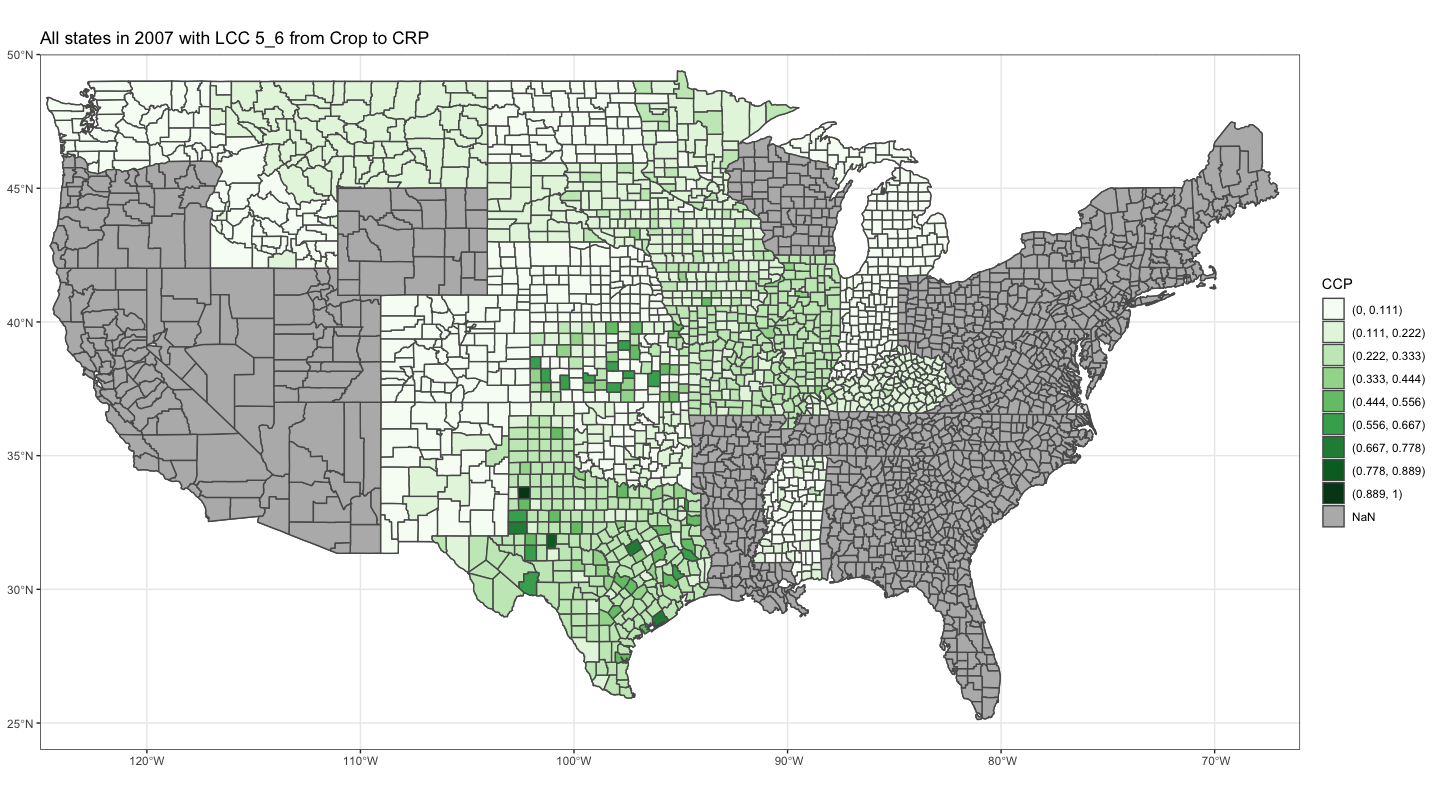 All states in 2007 with LCC 5_6 from Crop to CRP
50°N
45°N
40°N
35°N
30°N
25°N
120°W
110°W
100°W
90°W
80°W
70°W
CCP
(0, 0.111)
(0.111, 0.222)
(0.222, 0.333)
(0.333, 0.444)
(0.444, 0.556)
(0.556, 0.667)
(0.667, 0.778)
(0.778, 0.889)
(0.889, 1)
NaN